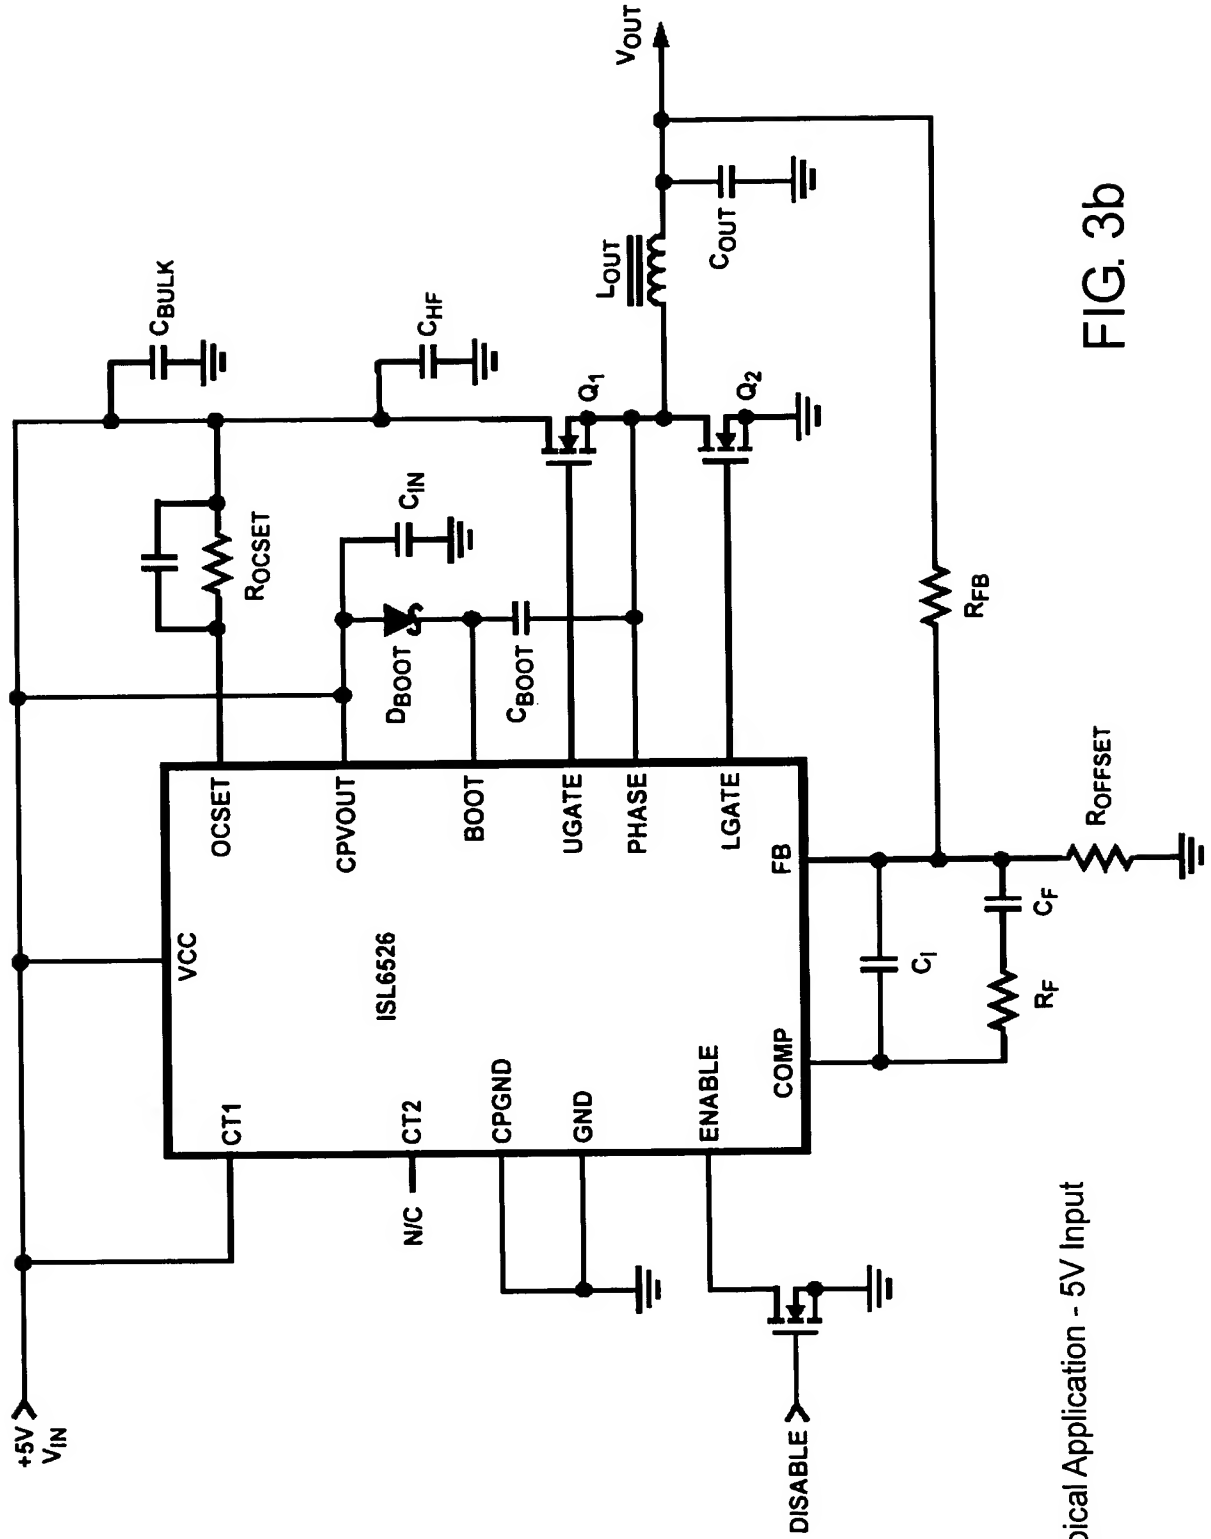 +5V
VIN
CBULK
ROCSET
CHF
CIN
DBOOT
CBOOT
Q1
Q2
LOUT
COUT
VOUT
VCC
ISL6526
CT1
CT2
N/C
CPGND
GND
ENABLE
DISABLE
OCSET
CPVOUT
BOOT
UGATE
PHASE
LGATE
FB
COMP
CI
RF
CF
RFB
ROFFSET
Application - 5V Input
FIG. 3b